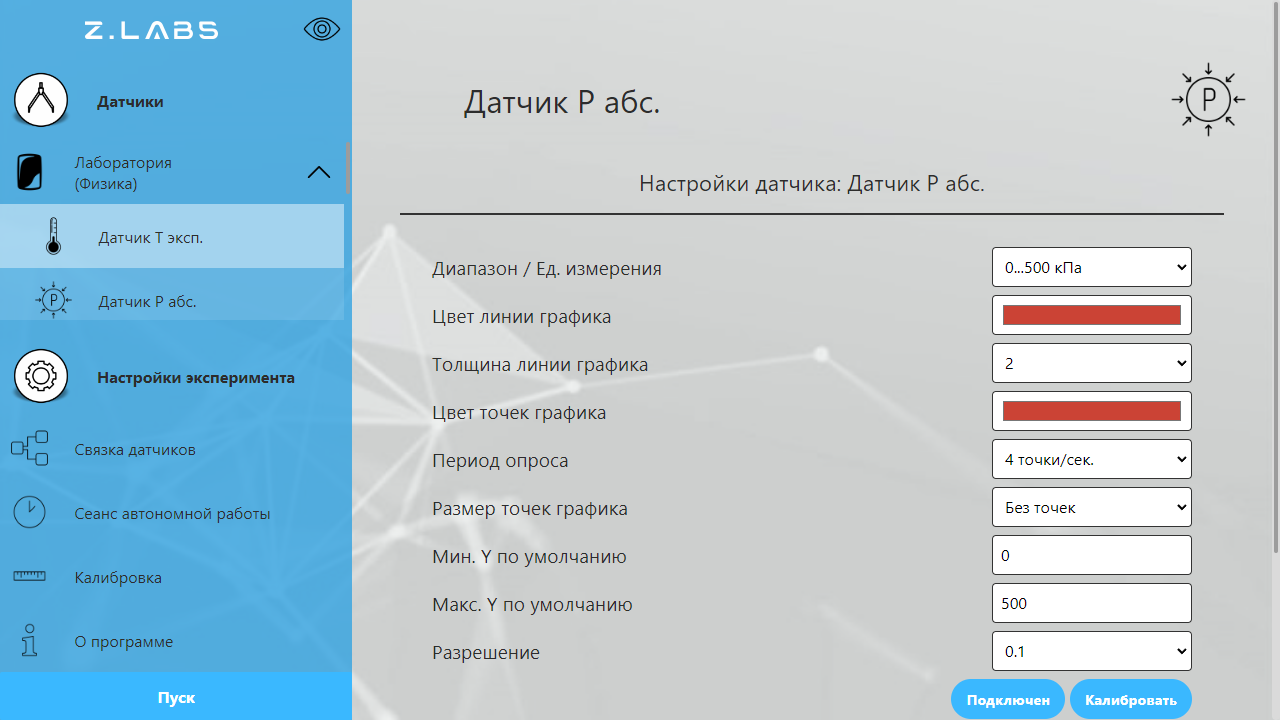 Z.LABS
Датчики
Лаборатория
(Физика)
Датчик Т эксп.
Р
Датчик Р абс.
Настройки эксперимента
Связка датчиков
Сеанс автономной работы
Калибровка
О программе
Пуск
Датчик Р абс.
Р
Настройки датчика: Датчик Р абс.
Диапазон / Ед. измерения
0...500 кПа
Цвет линии графика
Толщина линии графика
2
Цвет точек графика
Период опроса
4 точки/сек.
Размер точек графика
Без точек
Мин. Y по умолчанию
0
Макс. Y по умолчанию
500
Разрешение
0.1
Подключен
Калибровать